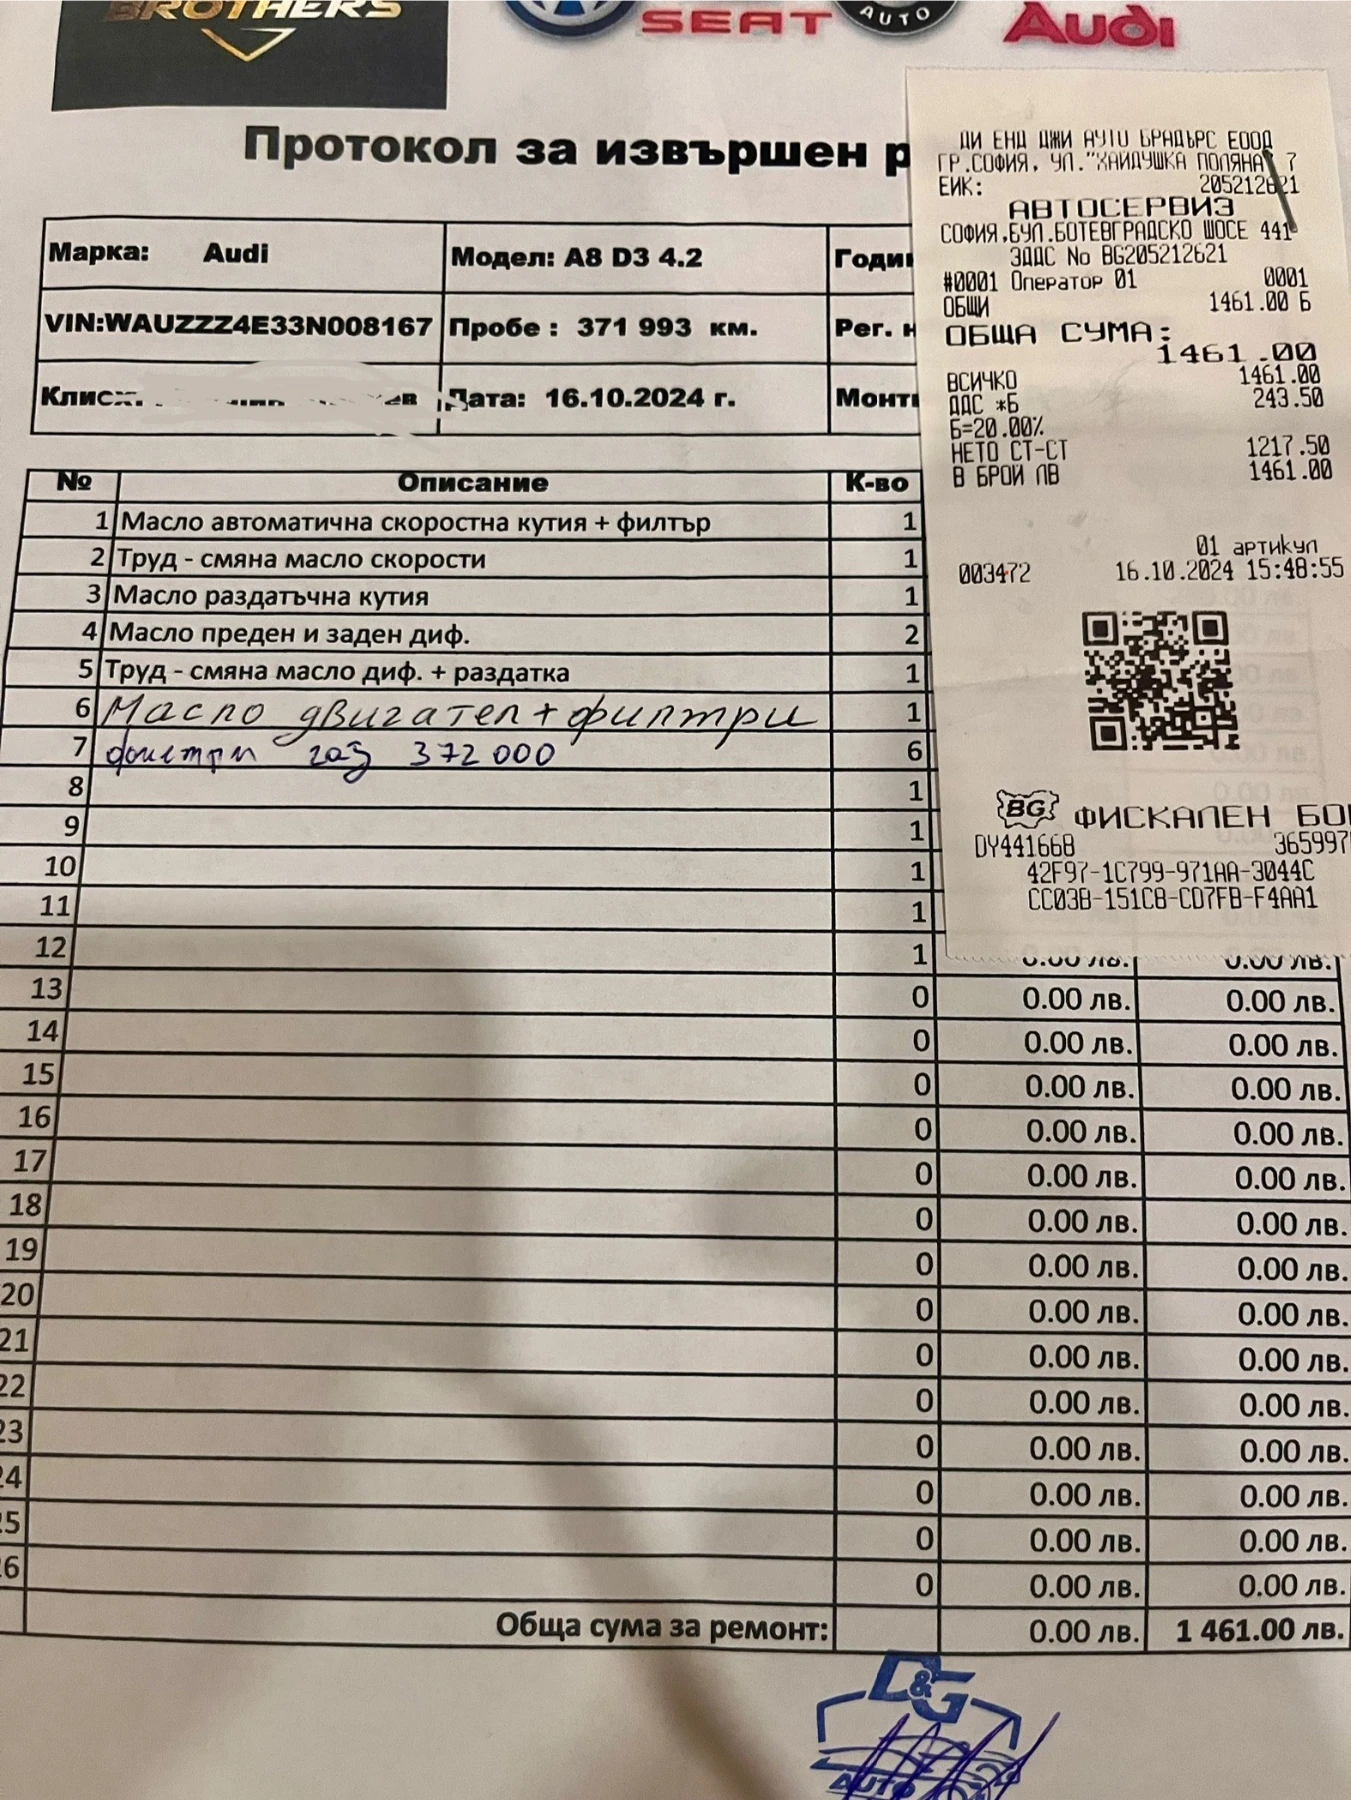 BROTHERS
SEAT
AUTO
Audi
Протокол за извършен р
Марка: Audi
Модел: A8 D3 4.2
Годин
VIN:WAUZZZ4E33N008167
Пробе : 371 993 км.
Рег. н
Дата: 16.10.2024 г.
Монт
№ Описание К-во
1 Масло автоматична скоростна кутия + филтър 1
2 Труд - смяна масло скорости 1
3 Масло раздатъчна кутия 1
4 Масло преден и заден диф. 2
5 Труд - смяна масло диф. + раздатка 1
6 Масло двигател + филтри 1
7 филтри газ 372 000 6
8 1
9 1
10 1
11 1
12 1 0.00 лв. 0.00 лв.
13 0 0.00 лв. 0.00 лв.
14 0 0.00 лв. 0.00 лв.
15 0 0.00 лв. 0.00 лв.
16 0 0.00 лв. 0.00 лв.
17 0 0.00 лв. 0.00 лв.
18 0 0.00 лв. 0.00 лв.
19 0 0.00 лв. 0.00 лв.
20 0 0.00 лв. 0.00 лв.
21 0 0.00 лв. 0.00 лв.
22 0 0.00 лв. 0.00 лв.
23 0 0.00 лв. 0.00 лв.
24 0 0.00 лв. 0.00 лв.
25 0 0.00 лв. 0.00 лв.
26 0 0.00 лв. 0.00 лв.
Обща сума за ремонт: 0.00 лв. 1 461.00 лв.
D&G
AUTO
ДИ ЕНД ДЖИ АУТО БРАДЪРС ЕООД
ГР.СОФИЯ, УЛ."ХАЙДУШКА ПОЛЯНА" 7
ЕИК: 205212621
АВТОСЕРВИЗ
СОФИЯ,БУЛ.БОТЕВГРАДСКО ШОСЕ 441
ЗДДС No BG205212621
#0001 Оператор 01 0001
ОБЩИ 1461.00 Б
ОБЩА СУМА:
1461.00
ВСИЧКО 1461.00
ДДС *Б 243.50
Б=20.00%
НЕТО СТ-СТ 1217.50
В БРОЙ ЛВ 1461.00
01 артикул
003472 16.10.2024 15:48:55
BG ФИСКАЛЕН БО
DY441668 365997
42F97-1C799-971AA-3044C
CC03B-151C8-CD7FB-F4AA1